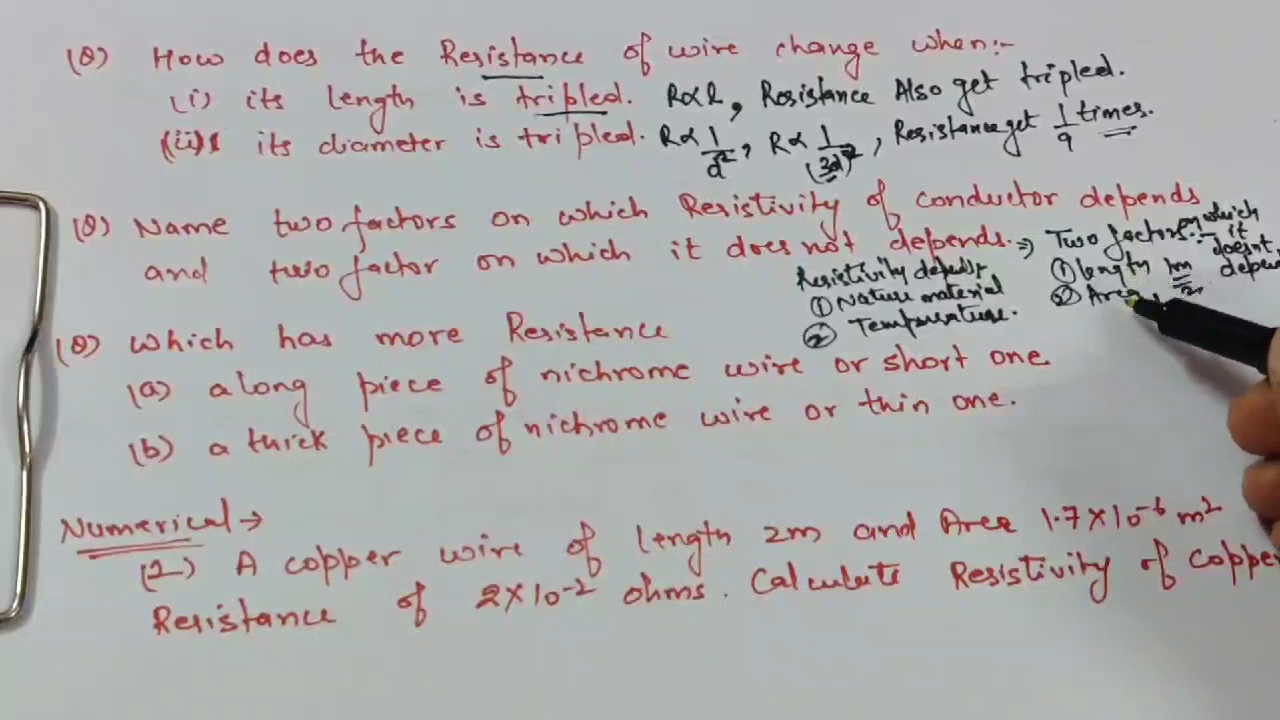 (Q) How does the Resistance of wire change when:-
(i) its length is tripled. R∝l, Resistance Also get tripled.
(ii) its diameter is tripled. R∝ 1/d², R∝ 1/(3d)², Resistance get 1/9 times.
(Q) Name two factors on which Resistivity of conductor depends
and two factor on which it does not depends. ⇒ Two factors:- on which it doesn't depen
Resistivity depends
① Nature material
② Temperature.
① length
② Area
(Q) which has more Resistance
(a) a long piece of nichrome wire or short one.
(b) a thick piece of nichrome wire or thin one.
Numerical →
(2) A copper wire of length 2m and Area 1.7×10⁻⁶ m²
Resistance of 2×10⁻² ohms. Calculate Resistivity of Copper